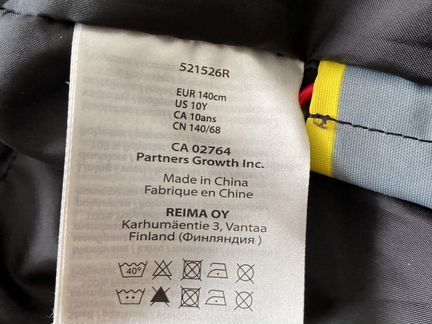 521526R
EUR 140cm
US 10Y
CA 10ans
CN 140/68
CA 02764
Partners Growth Inc.
Made in China
Fabrique en Chine
REIMA OY
Karhumäentie 3, Vantaa
Finland (Финляндия )
40°